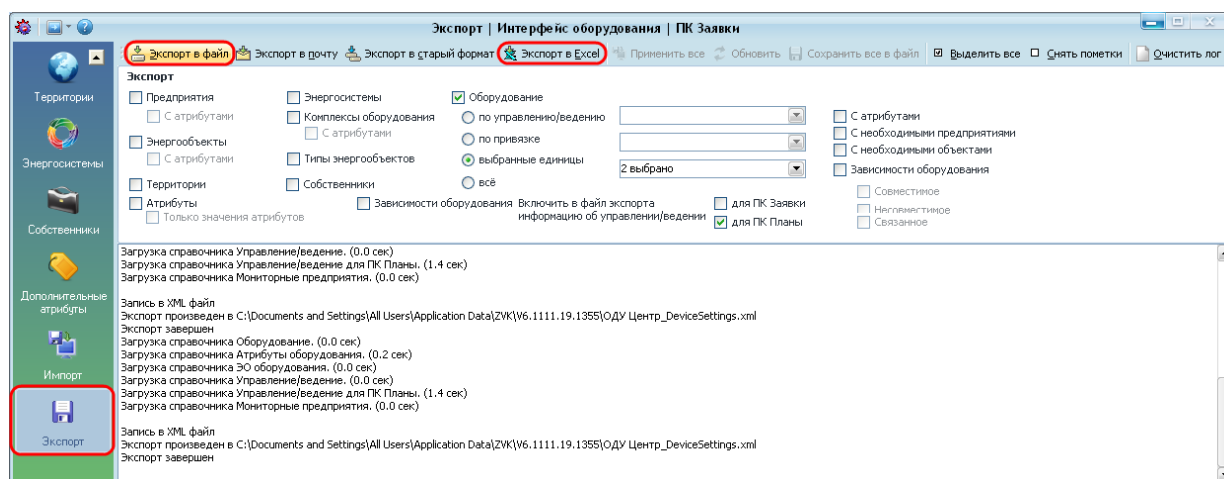 Экспорт | Интерфейс оборудования | ПК Заявки
Экспорт в файл Экспорт в почту Экспорт в старый формат Экспорт в Excel Применить все Обновить Сохранить все в файл Выделить все Снять пометки Очистить лог
Территории
Энергосистемы
Собственники
Дополнительные
атрибуты
Импорт
Экспорт
Экспорт
Предприятия Энергосистемы Оборудование
С атрибутами Комплексы оборудования по управлению/ведению С атрибутами
С атрибутами по привязке С необходимыми предприятиями
Энергообъекты С необходимыми объектами
С атрибутами Типы энергообъектов выбранные единицы 2 выбрано Зависимости оборудования
Территории Собственники всё Совместимое
Атрибуты Зависимости оборудования Включить в файл экспорта для ПК Заявки Несовместимое
Только значения атрибутов информацию об управлении/ведении для ПК Планы Связанное
Загрузка справочника Управление/ведение. (0.0 сек)
Загрузка справочника Управление/ведение для ПК Планы. (1.4 сек)
Загрузка справочника Мониторные предприятия. (0.0 сек)
Запись в XML файл
Экспорт произведен в C:\Documents and Settings\All Users\Application Data\ZVK\V6.1111.19.1355\ОДУ Центр_DeviceSettings.xml
Экспорт завершен
Загрузка справочника Оборудование. (0.0 сек)
Загрузка справочника Атрибуты оборудования. (0.2 сек)
Загрузка справочника ЭО оборудования. (0.0 сек)
Загрузка справочника Управление/ведение. (0.0 сек)
Загрузка справочника Управление/ведение для ПК Планы. (1.4 сек)
Загрузка справочника Мониторные предприятия. (0.0 сек)
Запись в XML файл
Экспорт произведен в C:\Documents and Settings\All Users\Application Data\ZVK\V6.1111.19.1355\ОДУ Центр_DeviceSettings.xml
Экспорт завершен